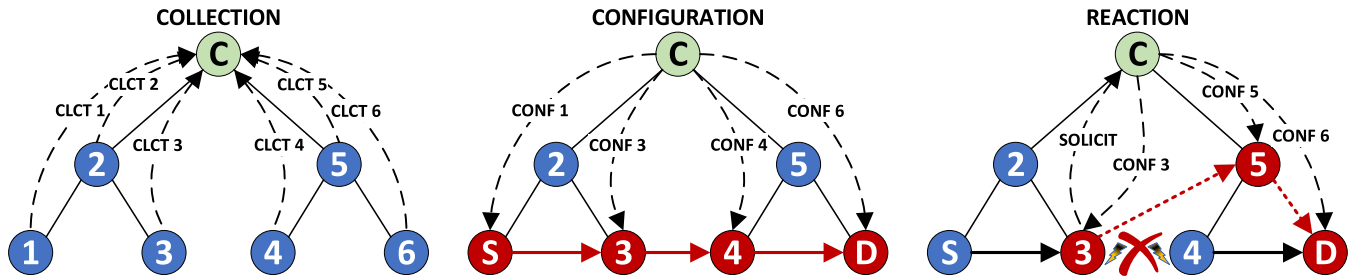 COLLECTION
C
CLCT 2
CLCT 5
CLCT 1
CLCT 6
CLCT 3
CLCT 4
2
5
1
3
4
6
CONFIGURATION
C
CONF 1
CONF 6
CONF 3
CONF 4
2
5
S
3
4
D
REACTION
C
CONF 5
SOLICIT
CONF 6
CONF 3
2
5
S
3
4
D